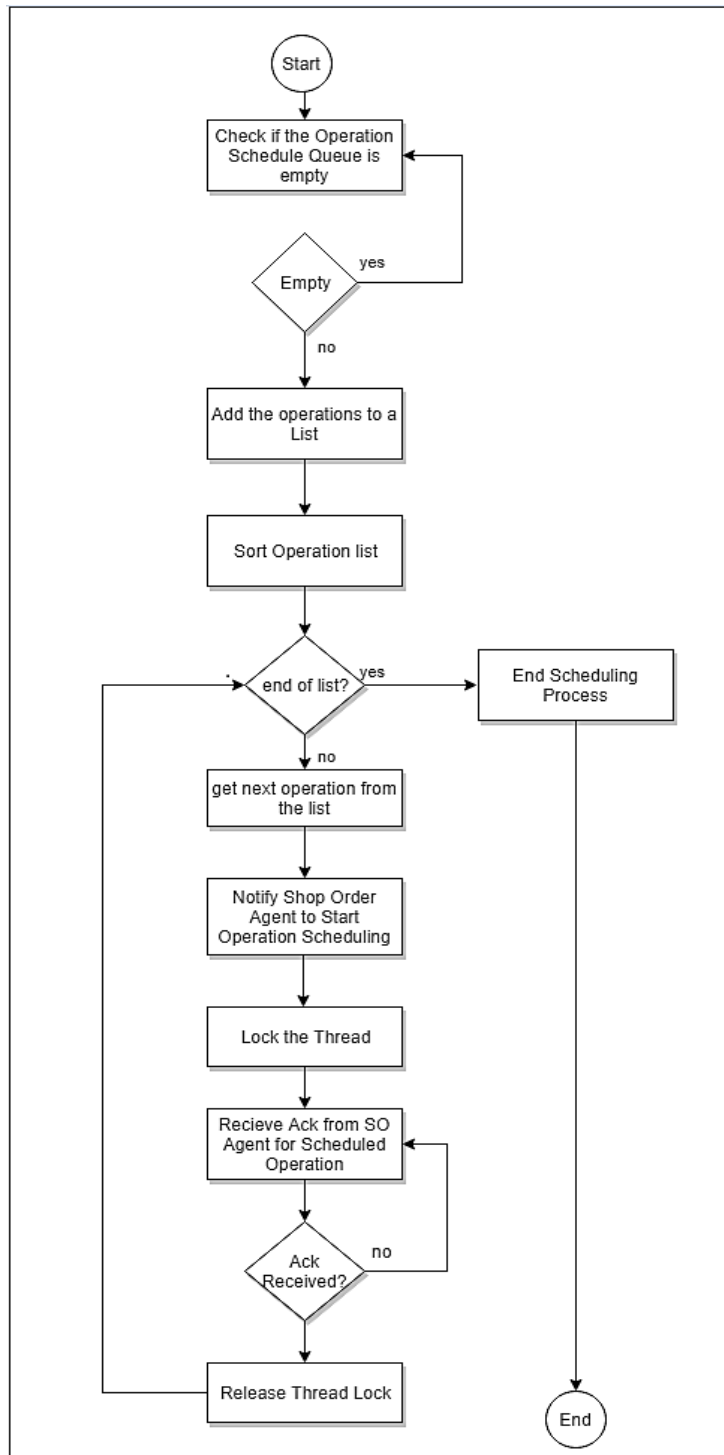 Start
Check if the Operation
Schedule Queue is
empty
yes
Empty
no
Add the operations to a
List
Sort Operation list
.
end of list?
yes
End Scheduling
Process
no
get next operation from
the list
Notify Shop Order
Agent to Start
Operation Scheduling
Lock the Thread
Recieve Ack from SO
Agent for Scheduled
Operation
Ack
Received?
no
Release Thread Lock
End